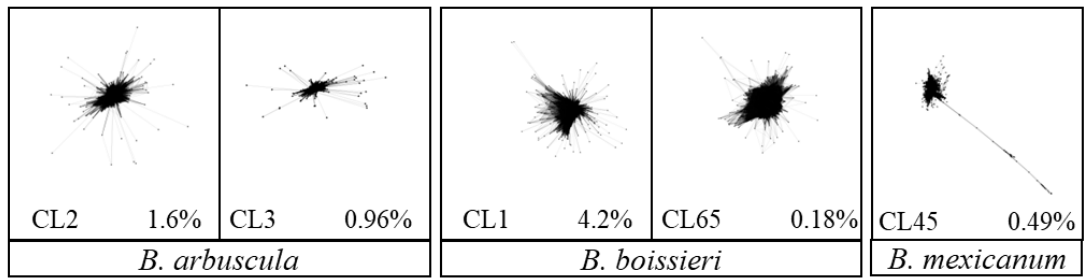 CL2 1.6% CL3 0.96% CL1 4.2% CL65 0.18% CL45 0.49%
B. arbuscula B. boissieri B. mexicanum